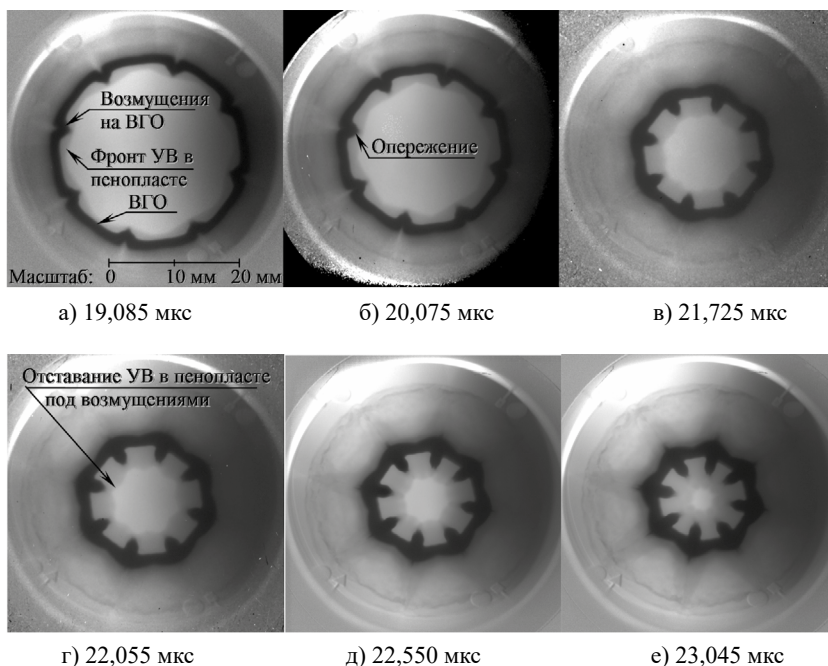 Возмущения
на ВГО
Фронт УВ в
пенопласте
ВГО
Масштаб: 0 10 мм 20 мм
Опережение
а) 19,085 мкс
б) 20,075 мкс
в) 21,725 мкс
Отставание УВ в пенопласте
под возмущениями
г) 22,055 мкс
д) 22,550 мкс
е) 23,045 мкс